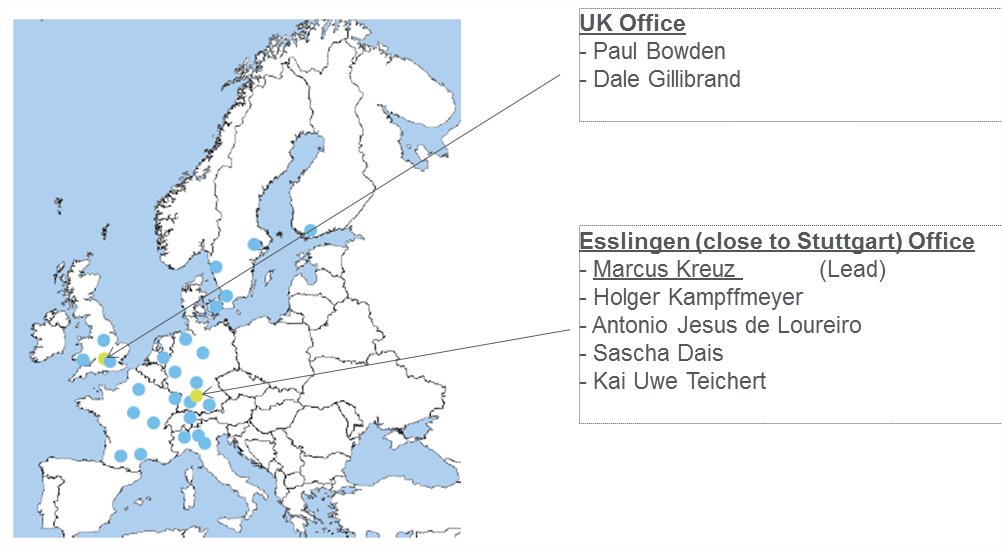 UK Office
- Paul Bowden
- Dale Gillibrand
Esslingen (close to Stuttgart) Office
- Marcus Kreuz (Lead)
- Holger Kampffmeyer
- Antonio Jesus de Loureiro
- Sascha Dais
- Kai Uwe Teichert